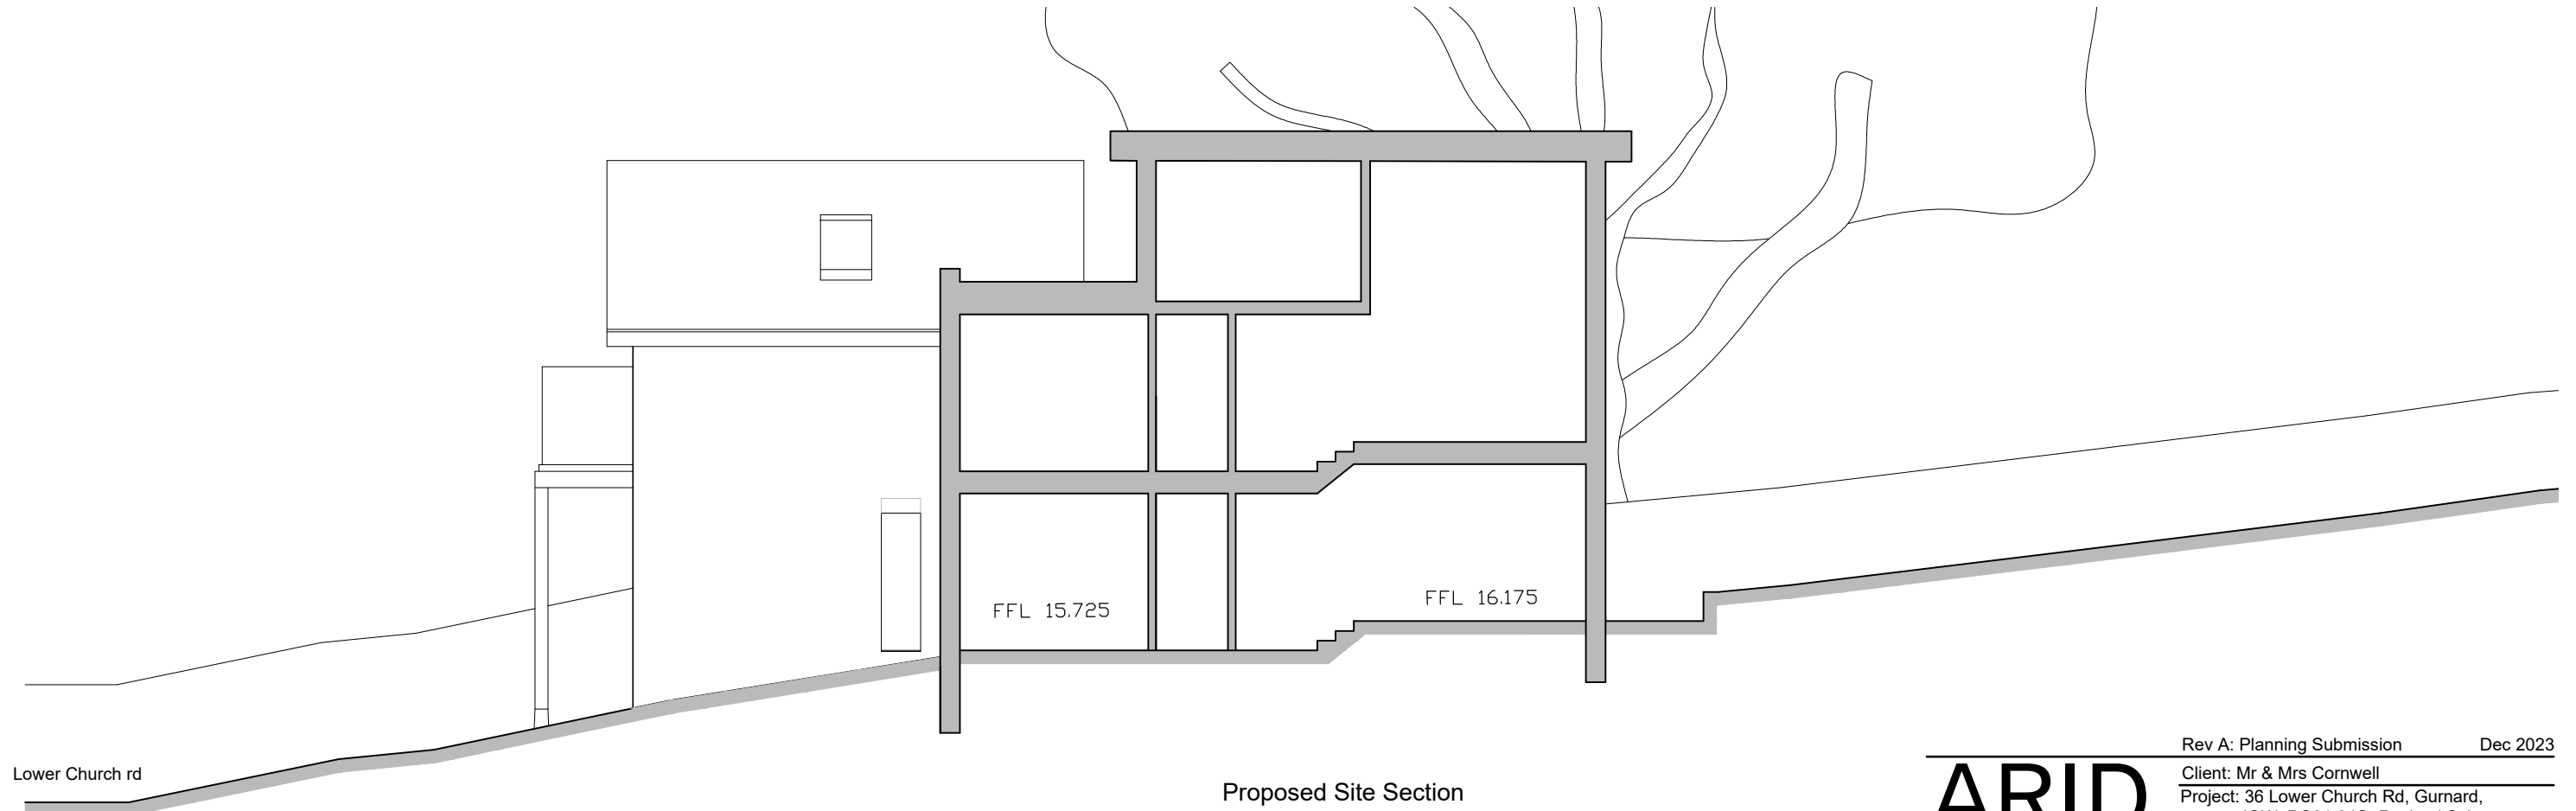 FFL 15.725
FFL 16.175
Lower Church rd
Proposed Site Section
ARID
Rev A: Planning Submission Dec 2023
Client: Mr & Mrs Cornwell
Project: 36 Lower Church Rd, Gurnard,